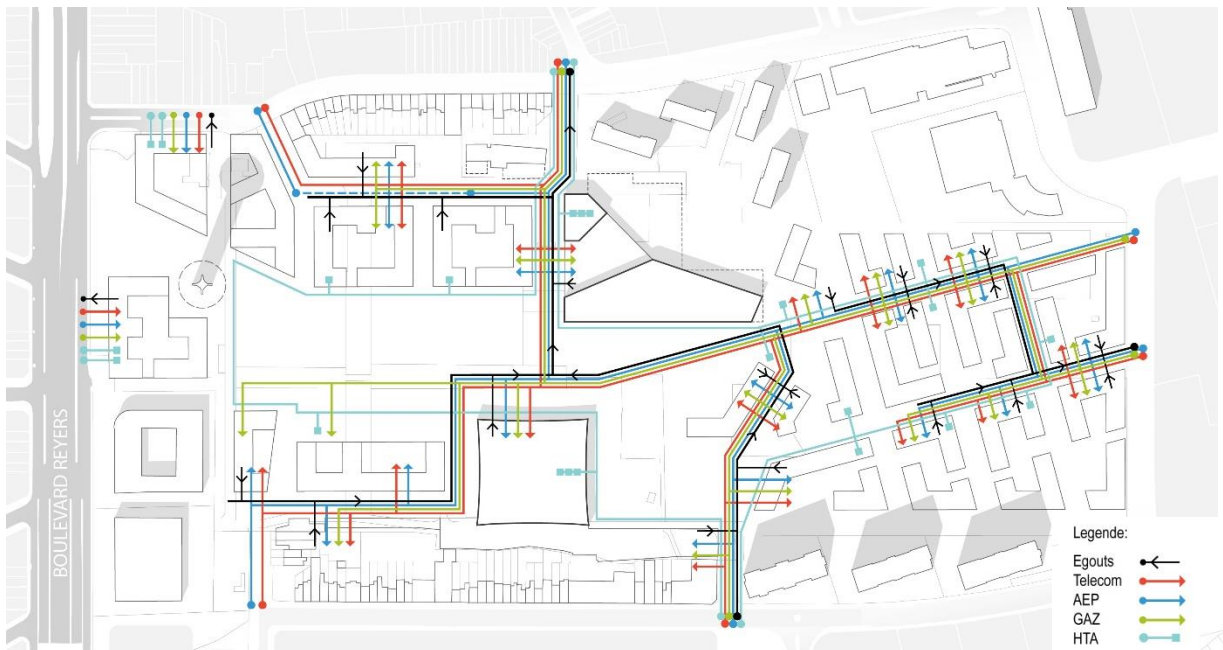 BOULEVARD REYERS
Legende:
Egouts
Telecom
AEP
GAZ
HTA